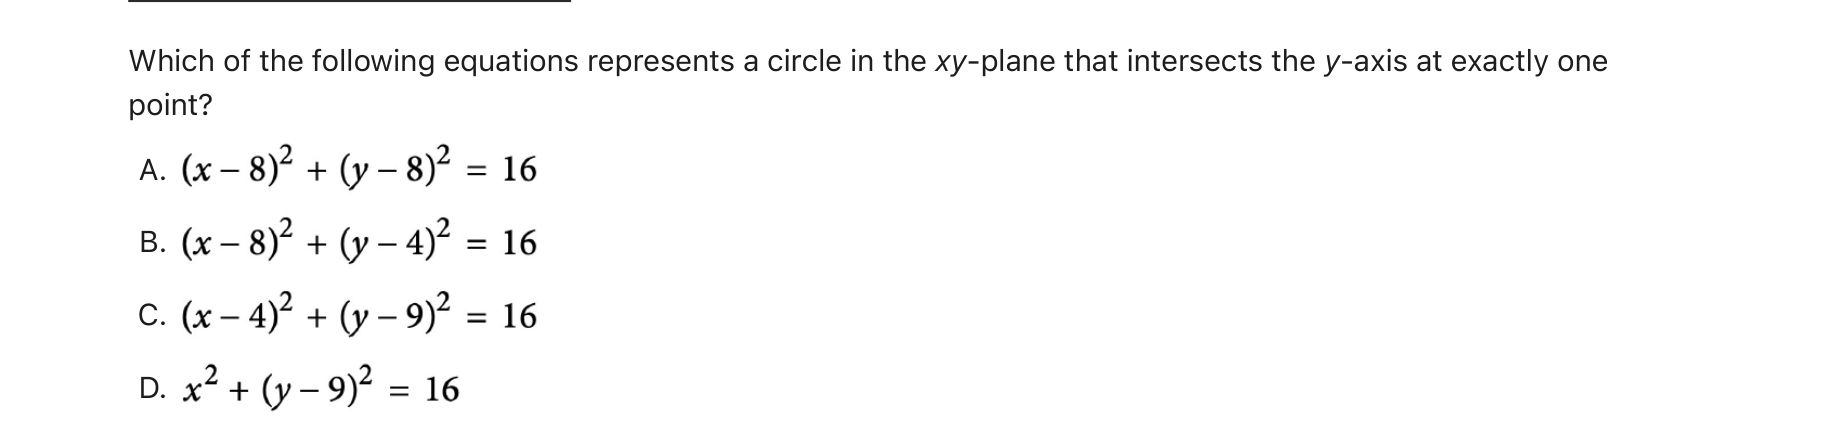 Which of the following equations represents a circle in the xy-plane that intersects the y-axis at exactly one
point?
A. (x – 8)² + (y – 8)² = 16
B. (x – 8)² + (y – 4)² = 16
C. (x – 4)² + (y – 9)² = 16
D. x² + (y – 9)² = 16